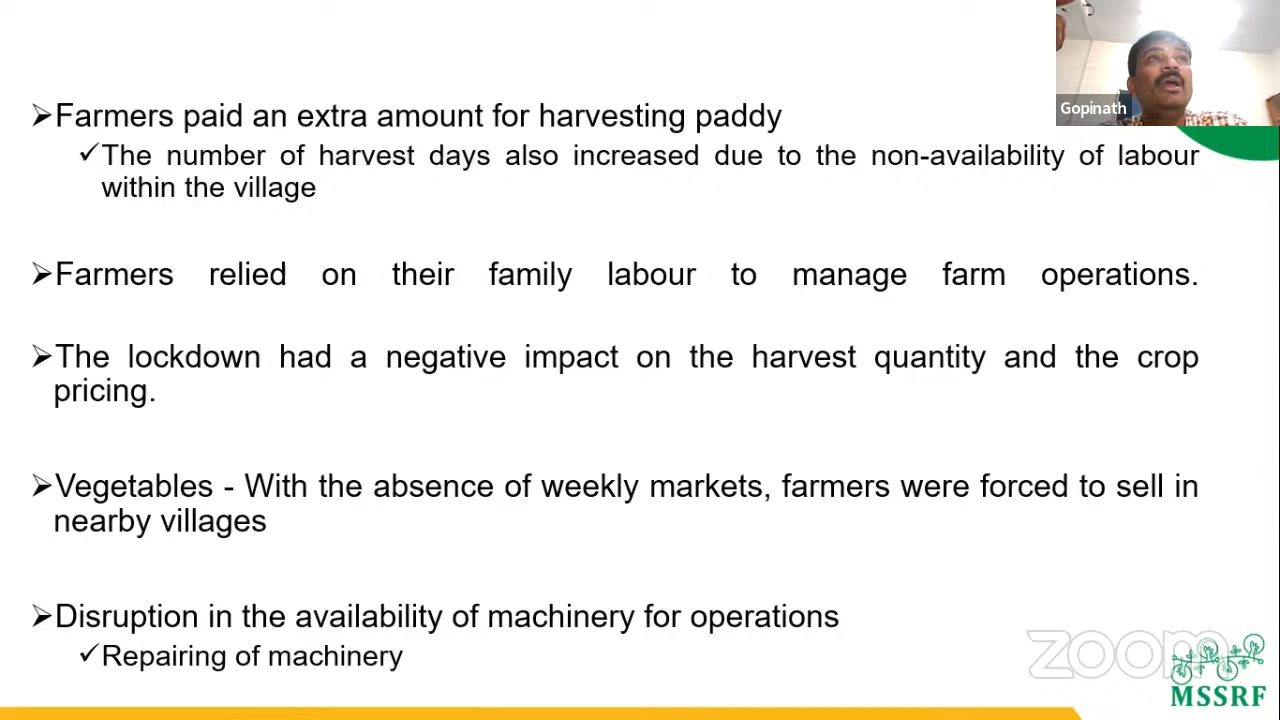 Gopinath
➢Farmers paid an extra amount for harvesting paddy
✓The number of harvest days also increased due to the non-availability of labour
within the village
➢Farmers relied on their family labour to manage farm operations.
➢The lockdown had a negative impact on the harvest quantity and the crop
pricing.
➢Vegetables - With the absence of weekly markets, farmers were forced to sell in
nearby villages
➢Disruption in the availability of machinery for operations
✓Repairing of machinery
zoom
MSSRF